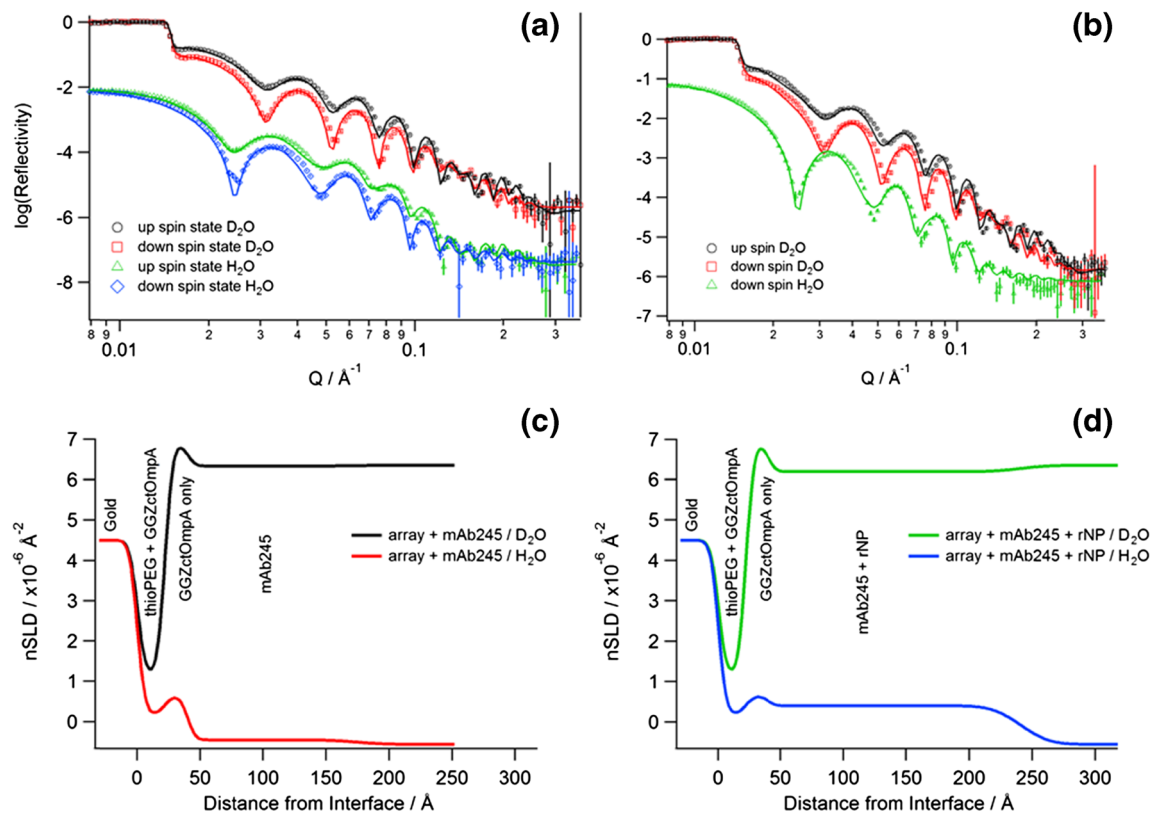 (a)
0
-2
-4
-6
-8
log(Reflectivity)
up spin state D₂O
down spin state D₂O
up spin state H₂O
down spin state H₂O
8 9 2 3 4 5 6 7 8 9 2 3
0.01 0.1
Q / Å⁻¹
(b)
0
-1
-2
-3
-4
-5
-6
-7
up spin D₂O
down spin D₂O
down spin H₂O
8 9 2 3 4 5 6 7 8 9 2 3
0.01 0.1
Q / Å⁻¹
(c)
7
6
5
4
3
2
1
0
nSLD / x10⁻⁶ Å⁻²
Gold
thioPEG + GGZctOmpA
GGZctOmpA only
mAb245
array + mAb245 / D₂O
array + mAb245 / H₂O
0 50 100 150 200 250 300
Distance from Interface / Å
(d)
7
6
5
4
3
2
1
0
nSLD / x10⁻⁶ Å⁻²
Gold
thioPEG + GGZctOmpA
GGZctOmpA only
mAb245 + rNP
array + mAb245 + rNP / D₂O
array + mAb245 + rNP / H₂O
0 50 100 150 200 250 300
Distance from Interface / Å